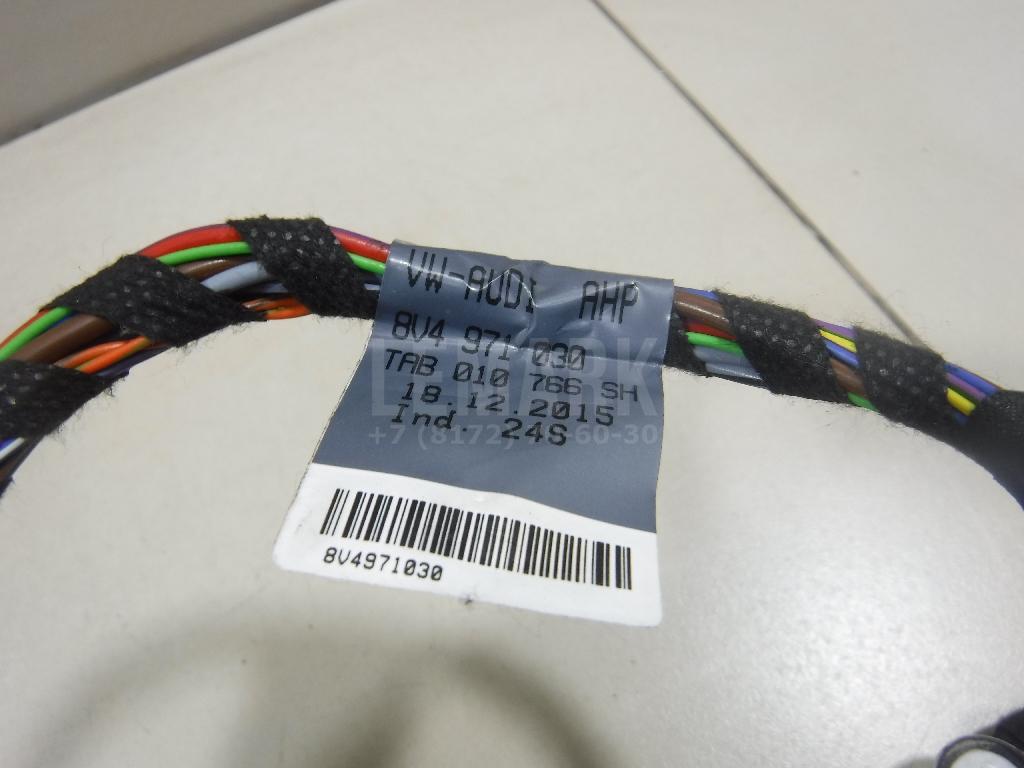 VW-AUDI AHP
8V4 971 030
TAB 010 766 SH
18.12.2015
Ind. 24S
8V4971030